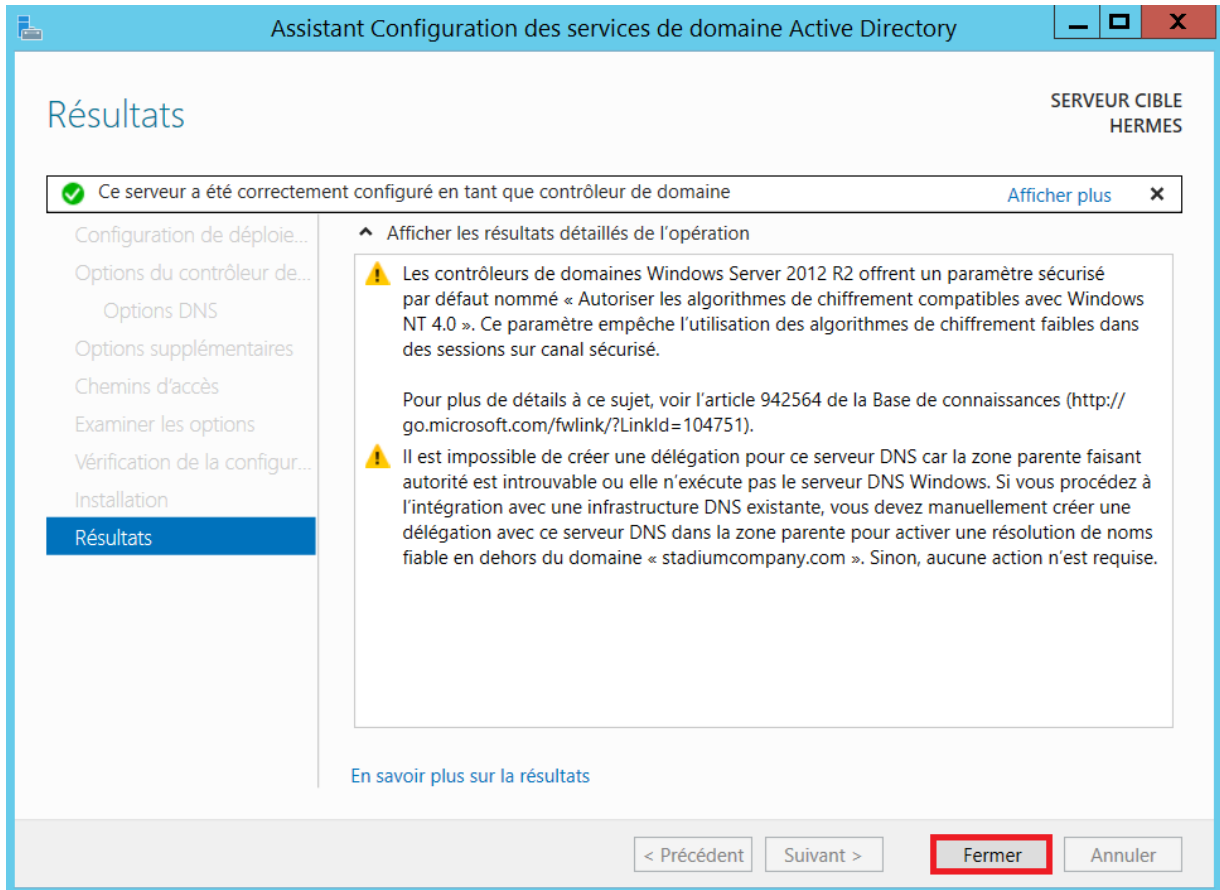 Assistant Configuration des services de domaine Active Directory
X
Résultats
SERVEUR CIBLE
HERMES
Ce serveur a été correctement configuré en tant que contrôleur de domaine
Afficher plus
Configuration de déploie...
Options du contrôleur de...
Options DNS
Options supplémentaires
Chemins d’accès
Examiner les options
Vérification de la configur...
Installation
Résultats
Afficher les résultats détaillés de l’opération
Les contrôleurs de domaines Windows Server 2012 R2 offrent un paramètre sécurisé
par défaut nommé « Autoriser les algorithmes de chiffrement compatibles avec Windows
NT 4.0 ». Ce paramètre empêche l’utilisation des algorithmes de chiffrement faibles dans
des sessions sur canal sécurisé.
Pour plus de détails à ce sujet, voir l’article 942564 de la Base de connaissances (http://
go.microsoft.com/fwlink/?LinkId=104751).
Il est impossible de créer une délégation pour ce serveur DNS car la zone parente faisant
autorité est introuvable ou elle n’exécute pas le serveur DNS Windows. Si vous procédez à
l’intégration avec une infrastructure DNS existante, vous devez manuellement créer une
délégation avec ce serveur DNS dans la zone parente pour activer une résolution de noms
fiable en dehors du domaine « stadiumcompany.com ». Sinon, aucune action n’est requise.
En savoir plus sur la résultats
< Précédent
Suivant >
Fermer
Annuler